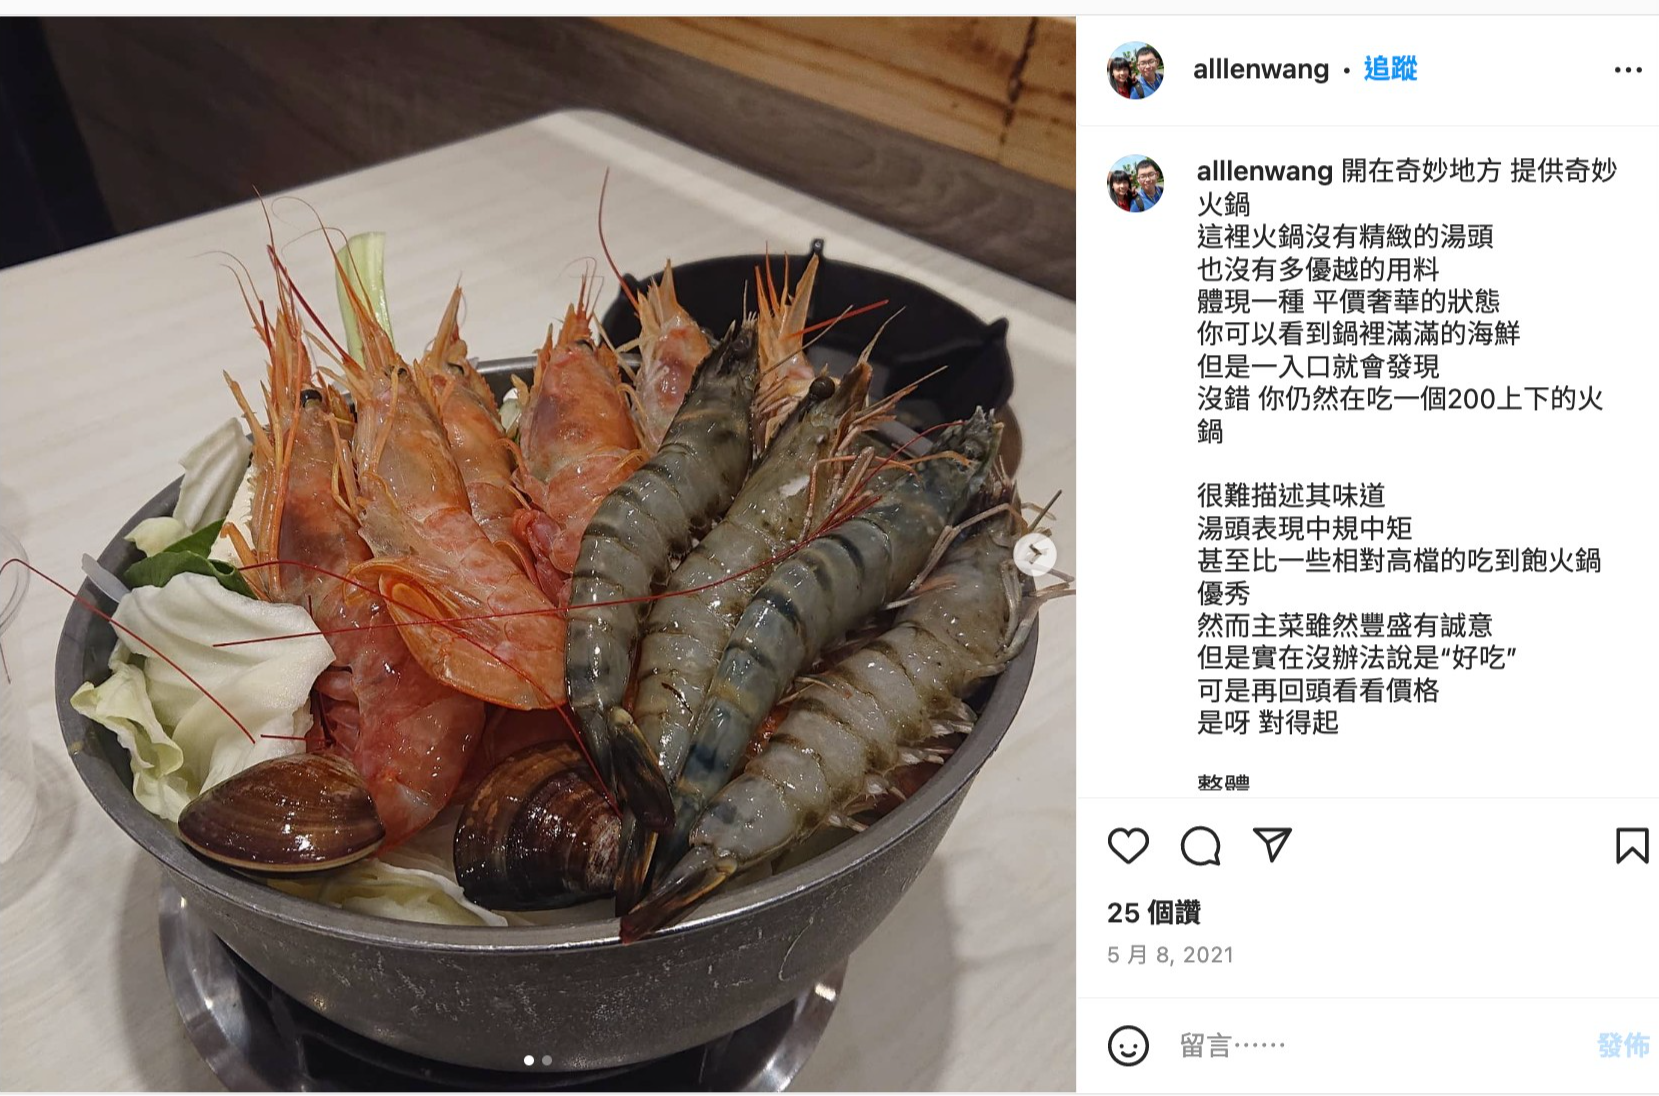 alllenwang • 追蹤
alllenwang 開在奇妙地方 提供奇妙
火鍋
這裡火鍋沒有精緻的湯頭
也沒有多優越的用料
體現一種 平價奢華的狀態
你可以看到鍋裡滿滿的海鮮
但是一入口就會發現
沒錯 你仍然在吃一個200上下的火
鍋
很難描述其味道
湯頭表現中規中矩
甚至比一些相對高檔的吃到飽火鍋
優秀
然而主菜雖然豐盛有誠意
但是實在沒辦法說是“好吃”
可是再回頭看看價格
是呀 對得起
整體
25 個讚
5 月 8, 2021
留言⋯⋯
發佈